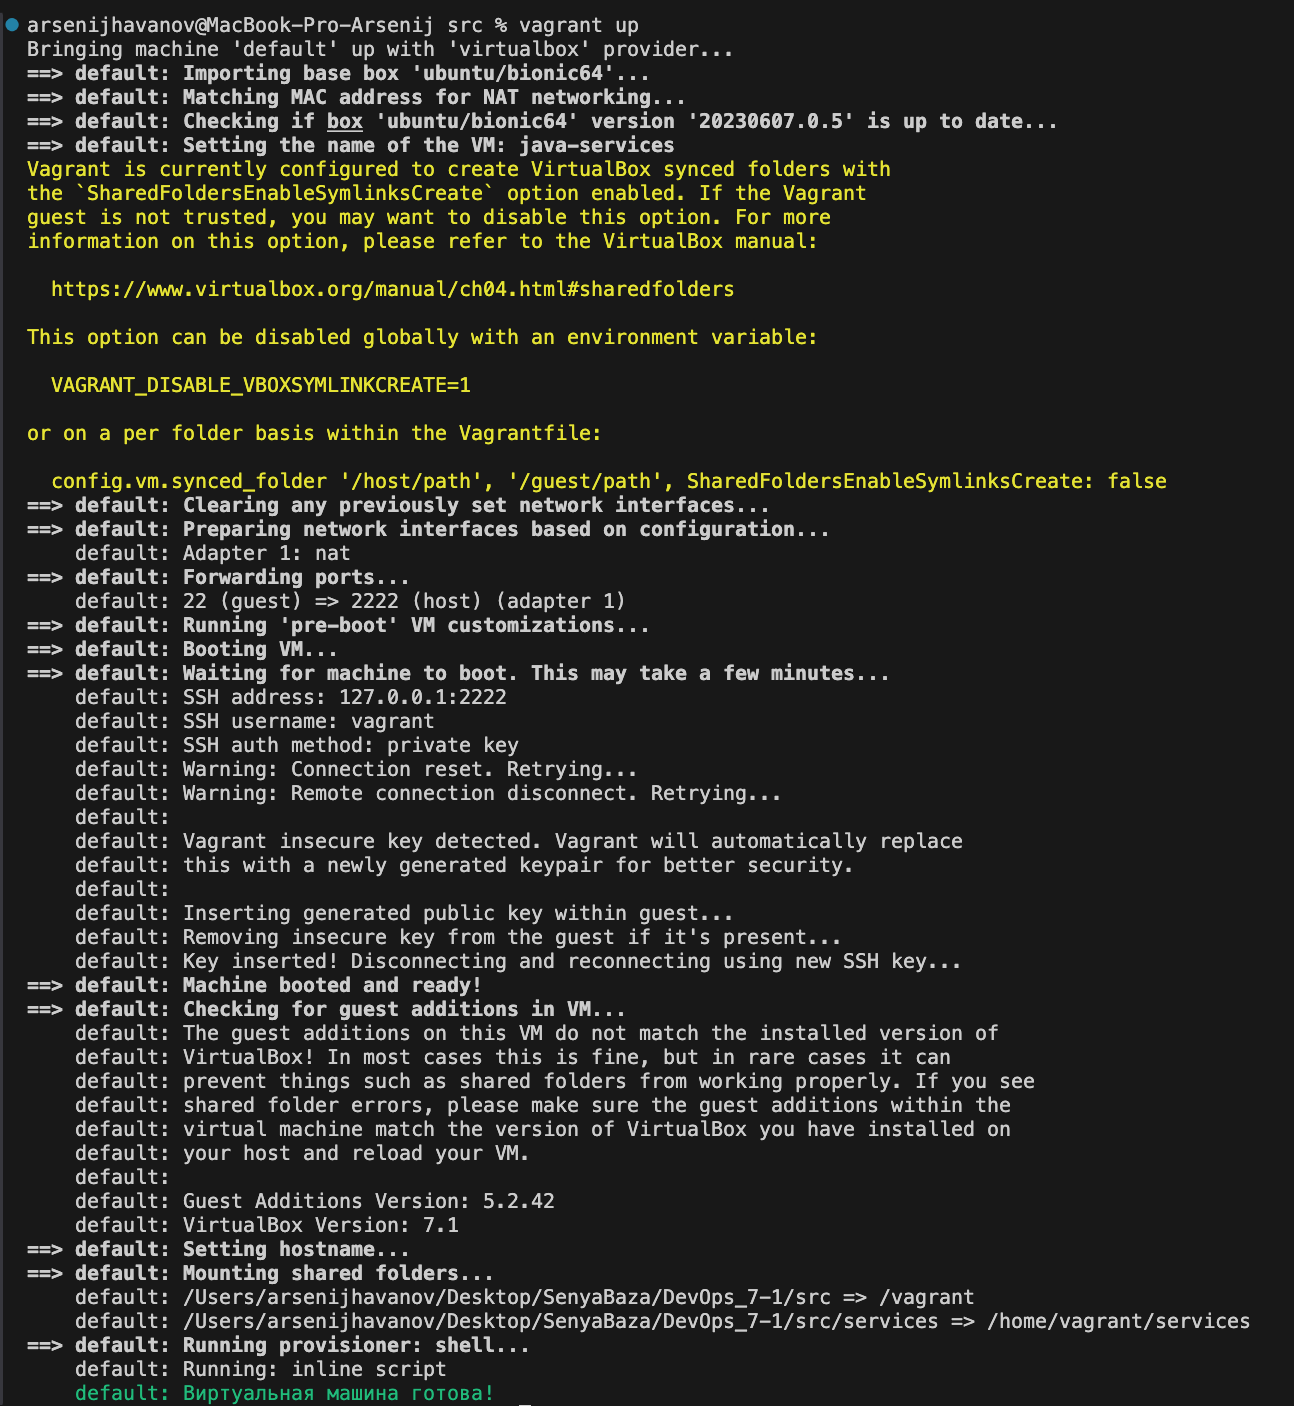 arsenijhavanov@MacBook-Pro-Arsenij src % vagrant up
Bringing machine 'default' up with 'virtualbox' provider...
==> default: Importing base box 'ubuntu/bionic64'...
==> default: Matching MAC address for NAT networking...
==> default: Checking if box 'ubuntu/bionic64' version '20230607.0.5' is up to date...
==> default: Setting the name of the VM: java-services
Vagrant is currently configured to create VirtualBox synced folders with
the `SharedFoldersEnableSymlinksCreate` option enabled. If the Vagrant
guest is not trusted, you may want to disable this option. For more
information on this option, please refer to the VirtualBox manual:

  https://www.virtualbox.org/manual/ch04.html#sharedfolders

This option can be disabled globally with an environment variable:

  VAGRANT_DISABLE_VBOXSYMLINKCREATE=1

or on a per folder basis within the Vagrantfile:

  config.vm.synced_folder '/host/path', '/guest/path', SharedFoldersEnableSymlinksCreate: false
==> default: Clearing any previously set network interfaces...
==> default: Preparing network interfaces based on configuration...
    default: Adapter 1: nat
==> default: Forwarding ports...
    default: 22 (guest) => 2222 (host) (adapter 1)
==> default: Running 'pre-boot' VM customizations...
==> default: Booting VM...
==> default: Waiting for machine to boot. This may take a few minutes...
    default: SSH address: 127.0.0.1:2222
    default: SSH username: vagrant
    default: SSH auth method: private key
    default: Warning: Connection reset. Retrying...
    default: Warning: Remote connection disconnect. Retrying...
    default:
    default: Vagrant insecure key detected. Vagrant will automatically replace
    default: this with a newly generated keypair for better security.
    default:
    default: Inserting generated public key within guest...
    default: Removing insecure key from the guest if it's present...
    default: Key inserted! Disconnecting and reconnecting using new SSH key...
==> default: Machine booted and ready!
==> default: Checking for guest additions in VM...
    default: The guest additions on this VM do not match the installed version of
    default: VirtualBox! In most cases this is fine, but in rare cases it can
    default: prevent things such as shared folders from working properly. If you see
    default: shared folder errors, please make sure the guest additions within the
    default: virtual machine match the version of VirtualBox you have installed on
    default: your host and reload your VM.
    default:
    default: Guest Additions Version: 5.2.42
    default: VirtualBox Version: 7.1
==> default: Setting hostname...
==> default: Mounting shared folders...
    default: /Users/arsenijhavanov/Desktop/SenyaBaza/DevOps_7-1/src => /vagrant
    default: /Users/arsenijhavanov/Desktop/SenyaBaza/DevOps_7-1/src/services => /home/vagrant/services
==> default: Running provisioner: shell...
    default: Running: inline script
    default: Виртуальная машина готова!